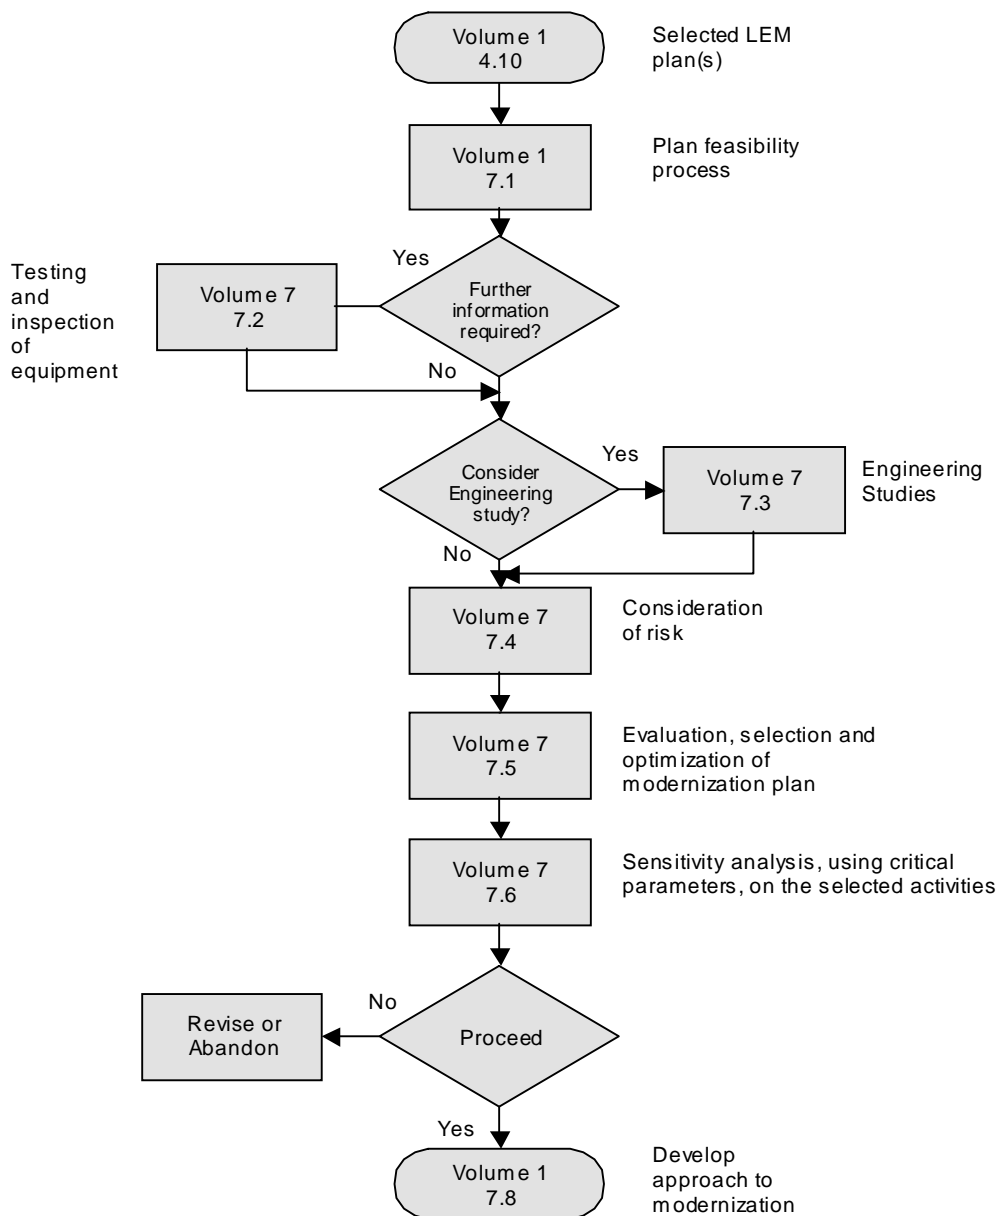 Volume 1
4.10
Selected LEM
plan(s)
Volume 1
7.1
Plan feasibility
process
Yes
Further
information
required?
Testing
and
inspection
of
equipment
Volume 7
7.2
No
Consider
Engineering
study?
Yes
Volume 7
7.3
Engineering
Studies
No
Volume 7
7.4
Consideration
of risk
Volume 7
7.5
Evaluation, selection and
optimization of
modernization plan
Volume 7
7.6
Sensitivity analysis, using critical
parameters, on the selected activities
No
Proceed
Revise or
Abandon
Yes
Volume 1
7.8
Develop
approach to
modernization